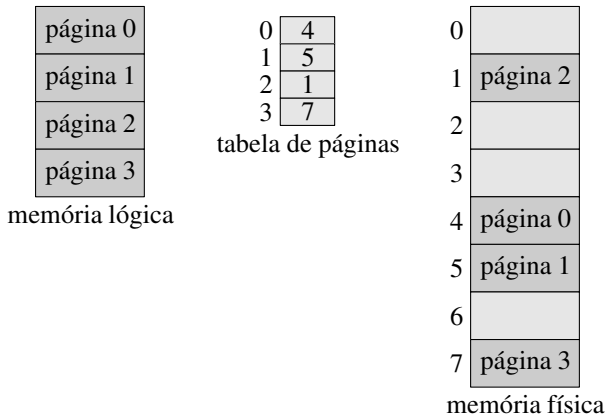 página 0
página 1
página 2
página 3
memória lógica
0 4
1 5
2 1
3 7
tabela de páginas
0
1 página 2
2
3
4 página 0
5 página 1
6
7 página 3
memória física